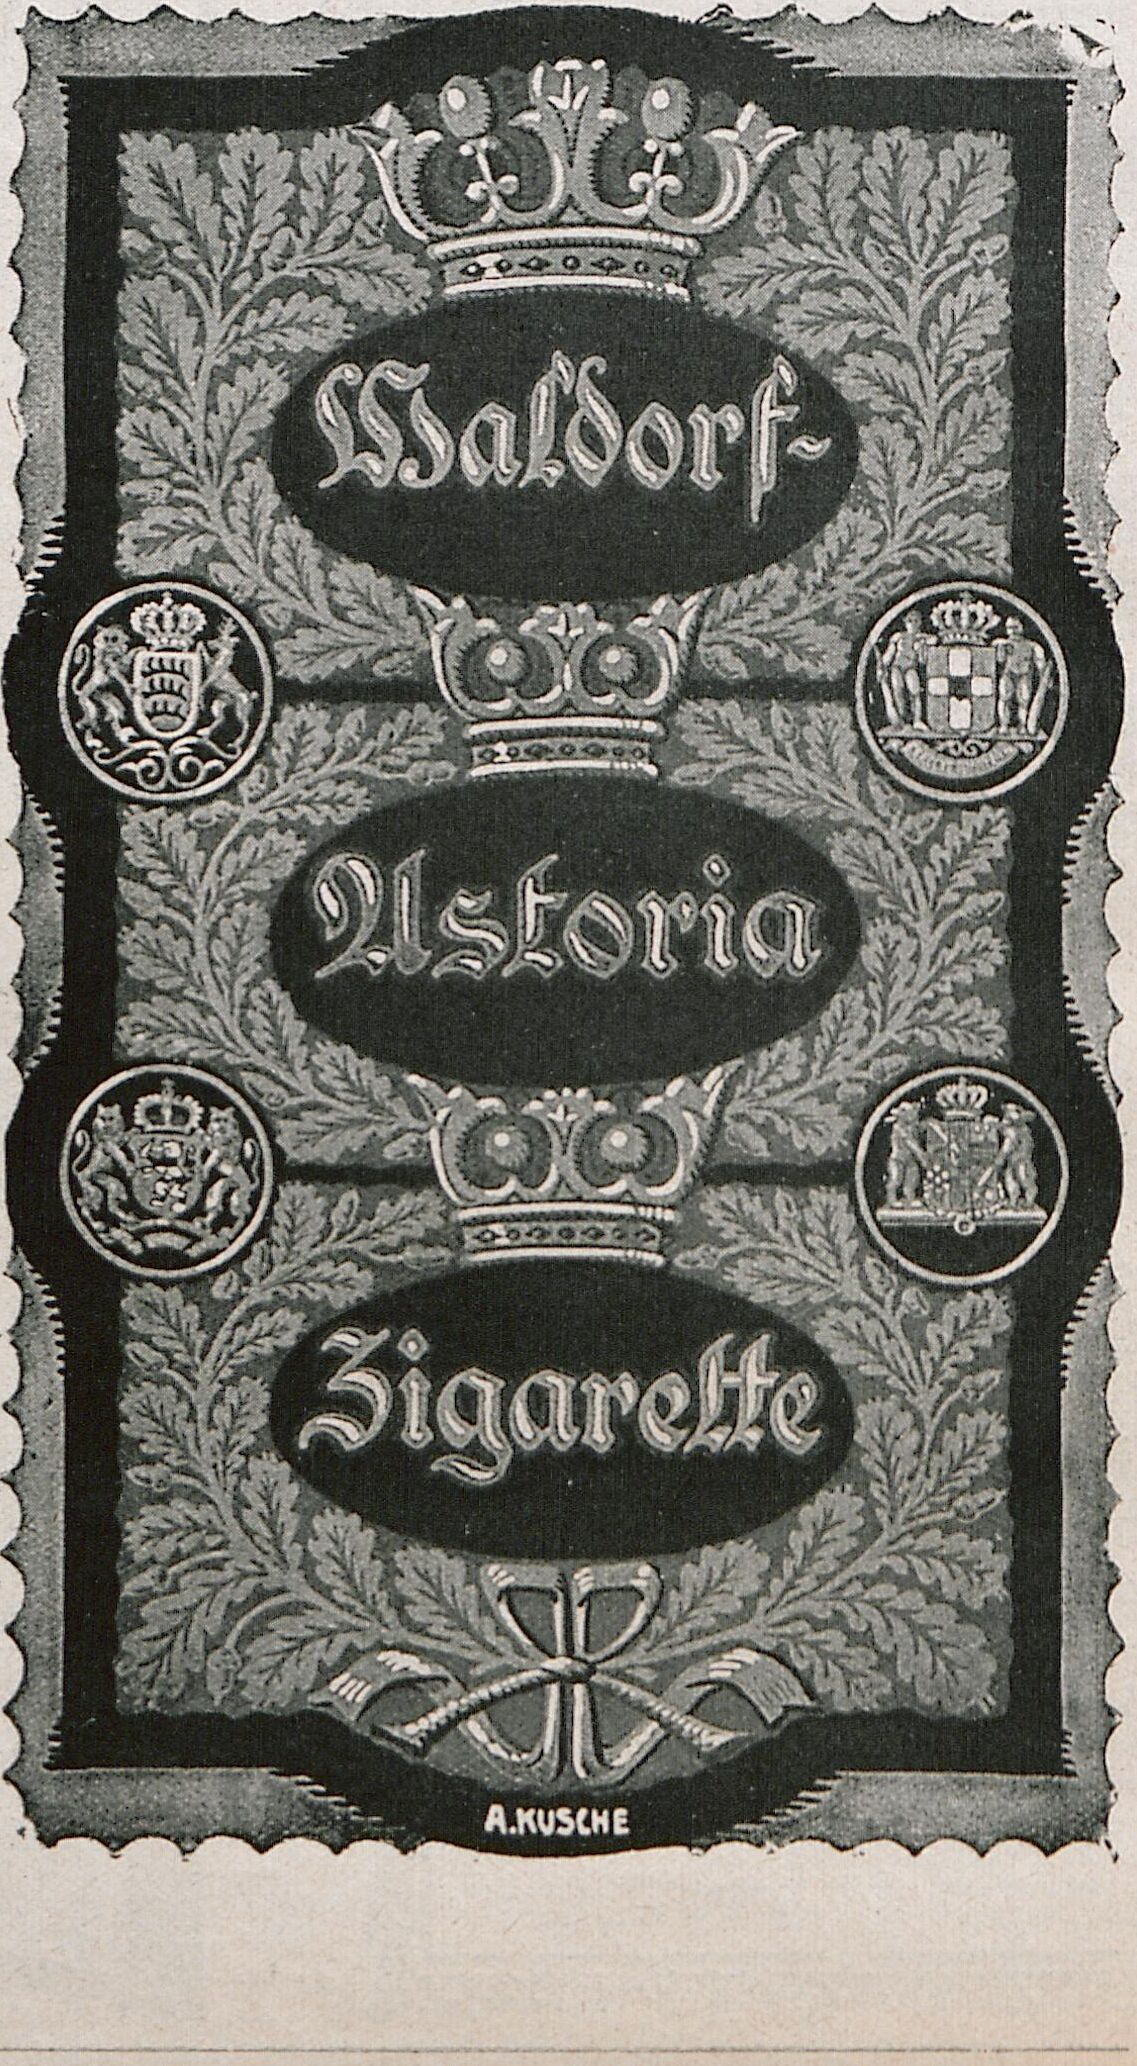 Waldorf-
Astoria
Zigarette
A.KUSCHE